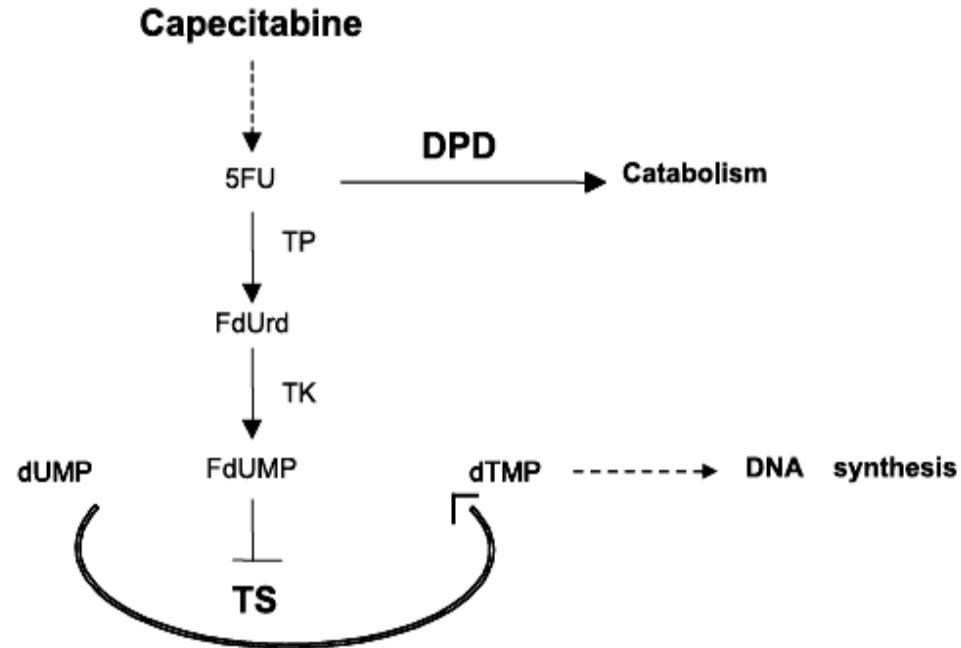 Capecitabine
DPD
5FU
Catabolism
TP
FdUrd
TK
dUMP
FdUMP
dTMP
DNA synthesis
TS